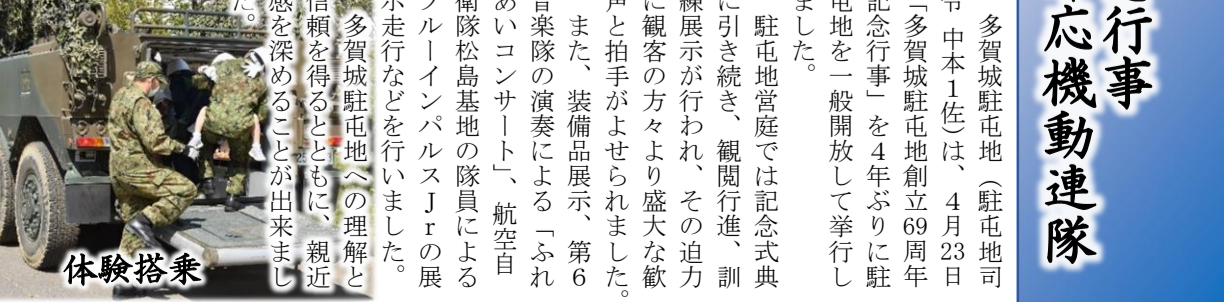 行事
応機動連隊
多賀城駐屯地（駐屯地司
令 中本１佐）は、４月23日
「多賀城駐屯地創立69周年
記念行事」を４年ぶりに駐
屯地を一般開放して挙行し
ました。
駐屯地営庭では記念式典
に引き続き、観閲行進、訓
練展示が行われ、その迫力
に観客の方々より盛大な歓
声と拍手がよせられました。
また、装備品展示、第６
音楽隊の演奏による「ふれ
あいコンサート」、航空自
衛隊松島基地の隊員による
ブルーインパルスＪｒの展
示走行などを行いました。
多賀城駐屯地への理解と
信頼を得るとともに、親近
感を深めることが出来まし
た。
体験搭乗